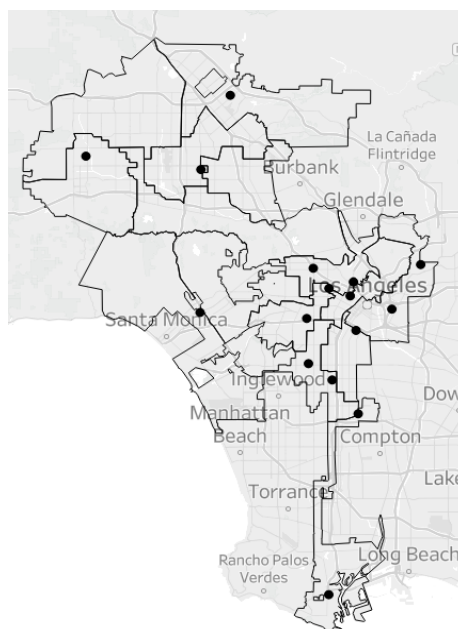 La Cañada
Flintridge
Burbank
Glendale
Los Angeles
Santa Monica
Inglewood
Manhattan
Beach
Dow
Compton
Lake
Torrance
Long Beach
Rancho Palos
Verdes